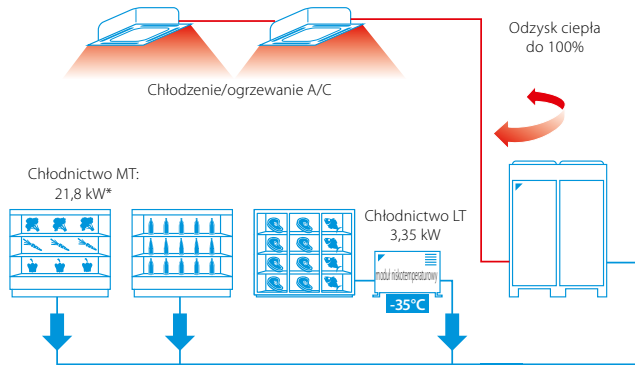 Odzysk ciepła
do 100%
Chłodzenie/ogrzewanie A/C
Chłodnictwo MT:
21,8 kW*
Chłodnictwo LT
3,35 kW
moduł niskotemperaturowy
-35°C